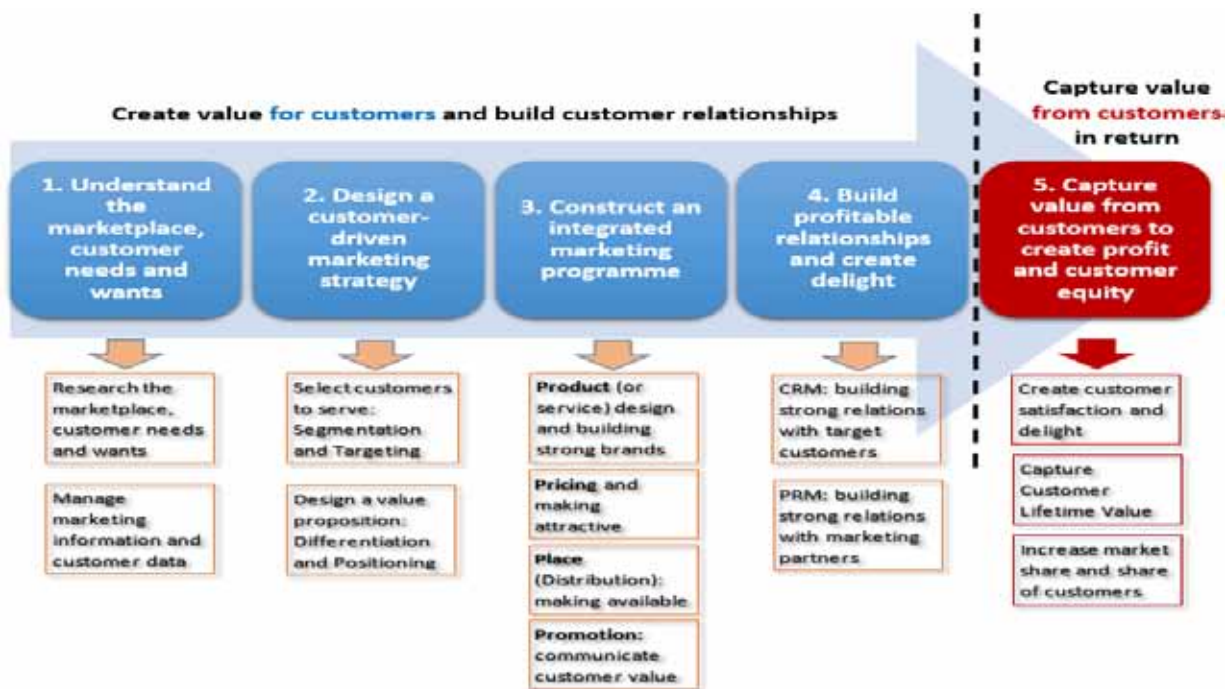 Create value for customers and build customer relationships
Capture value
from customers
in return
1. Understand
the
marketplace,
customer
needs and
wants
2. Design a
customer-
driven
marketing
strategy
3. Construct an
integrated
marketing
programme
4. Build
profitable
relationships
and create
delight
5. Capture
value from
customers to
create profit
and customer
equity
Research the
marketplace,
customer needs
and wants
Manage
marketing
information and
customer data
Select customers
to serve:
Segmentation
and Targeting
Design a value
proposition:
Differentiation
and Positioning
Product (or
service) design
and building
strong brands
Pricing and
making
attractive
Place
(Distribution):
making available
Promotion:
communicate
customer value
CRM: building
strong relations
with target
customers
PRM: building
strong relations
with marketing
partners
Create customer
satisfaction and
delight
Capture
Customer
Lifetime Value
Increase market
share and share
of customers